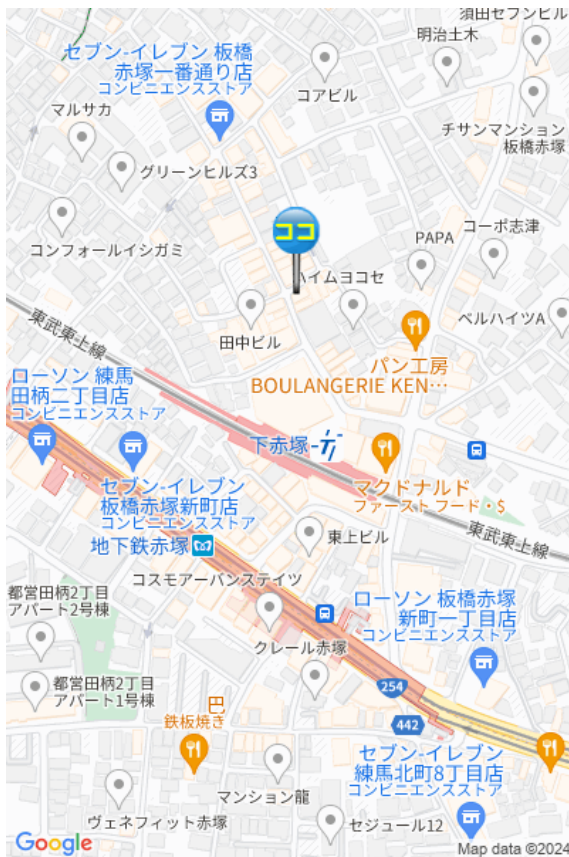 須田セブンビル
明治土木
セブン-イレブン 板橋
赤塚一番通り店
コンビニエンスストア
コアビル
マルサカ
チサンマンション
板橋赤塚
グリーンヒルズ3
ココ
コーポ志津
PAPA
コンフォールイシガミ
ハイムヨコセ
東武東上線
田中ビル
ベルハイツA
パン工房
BOULANGERIE KEN…
ローソン 練馬
田柄二丁目店
コンビニエンスストア
下赤塚
マクドナルド
ファースト フード・$
セブン-イレブン
板橋赤塚新町店
コンビニエンスストア
東武東上線
地下鉄赤塚
東上ビル
コスモアーバンステイツ
都営田柄2丁目
アパート2号棟
ローソン 板橋赤塚
新町一丁目店
コンビニエンスストア
クレール赤塚
都営田柄2丁目
アパート1号棟
254
巴
鉄板焼き
442
セブン-イレブン
練馬北町8丁目店
コンビニエンスストア
マンション龍
ヴェネフィット赤塚
セジュール12
Google
Map data ©2024